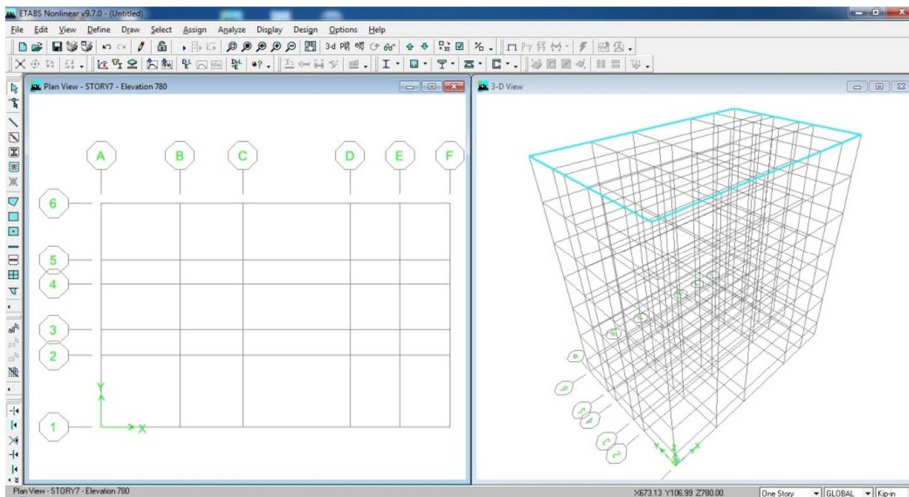 ETABS Nonlinear v9.7.0 - (Untitled)
File Edit View Define Draw Select Assign Analyze Display Design Options Help
3-d
Plan View - STORY7 - Elevation 780
3-D View
A B C D E F
6
5
4
3
2
1
Y
X
all
Plan View - STORY7 - Elevation 780
X673.13 Y106.99 Z780.00
One Story
GLOBAL
Kip-in